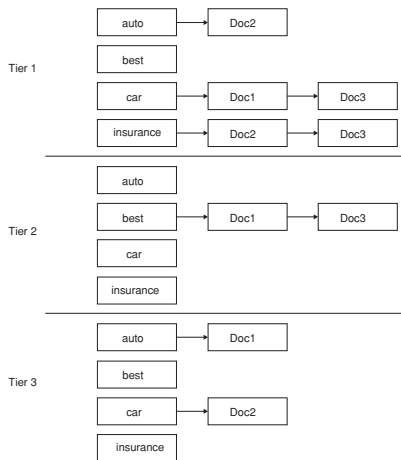 auto Doc2
Tier 1
best
car Doc1 Doc3
insurance Doc2 Doc3
auto
Tier 2
best Doc1 Doc3
car
insurance
auto Doc1
best
Tier 3
car Doc2
insurance